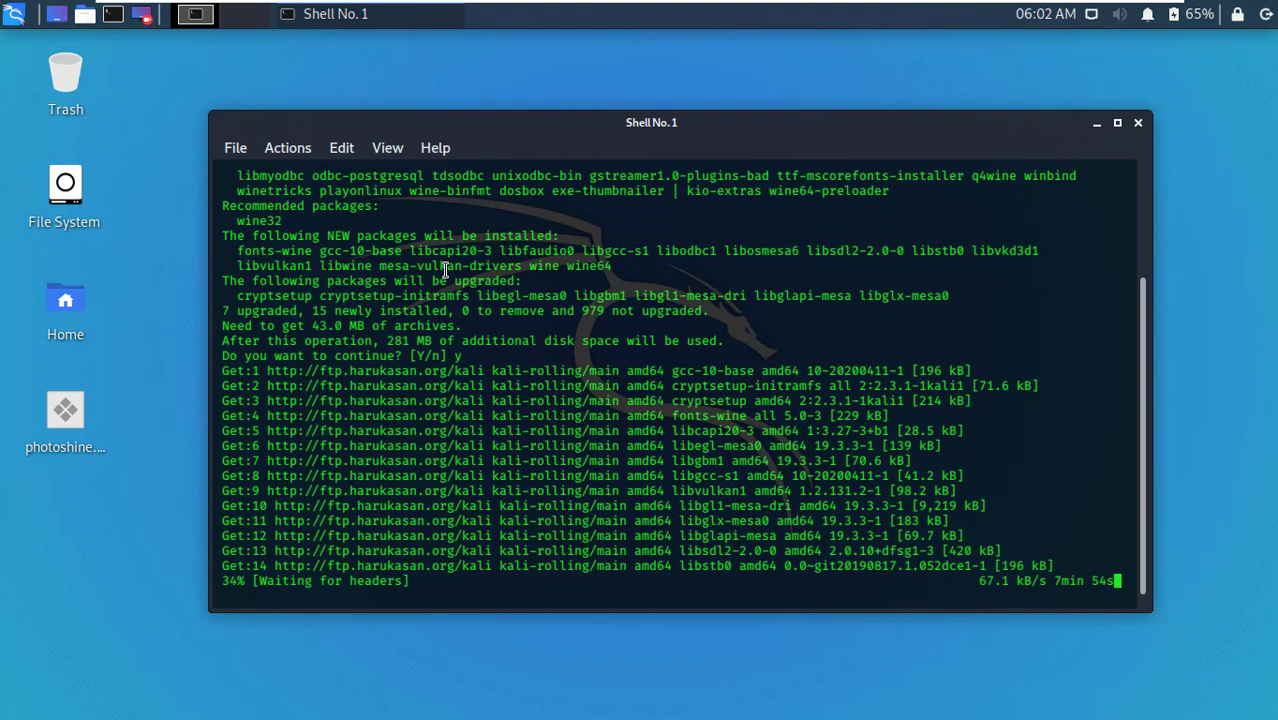 Shell No. 1
06:02 AM
65%
Trash
File System
Home
photoshine....
Shell No. 1
File Actions Edit View Help
libmyodbc odbc-postgresql tdsodbc unixodbc-bin gstreamer1.0-plugins-bad ttf-mscorefonts-installer q4wine winbind
winetricks playonlinux wine-binfmt dosbox exe-thumbnailer | kio-extras wine64-preloader
Recommended packages:
wine32
The following NEW packages will be installed:
fonts-wine gcc-10-base libcapi20-3 libfaudio0 libgcc-s1 libodbc1 libosmesa6 libsdl2-2.0-0 libstb0 libvkd3d1
libvulkan1 libwine mesa-vulkan-drivers wine wine64
The following packages will be upgraded:
cryptsetup cryptsetup-initramfs libegl-mesa0 libgbm1 libgl1-mesa-dri libglapi-mesa libglx-mesa0
7 upgraded, 15 newly installed, 0 to remove and 979 not upgraded.
Need to get 43.0 MB of archives.
After this operation, 281 MB of additional disk space will be used.
Do you want to continue? [Y/n] y
Get:1 http://ftp.harukasan.org/kali kali-rolling/main amd64 gcc-10-base amd64 10-20200411-1 [196 kB]
Get:2 http://ftp.harukasan.org/kali kali-rolling/main amd64 cryptsetup-initramfs all 2:2.3.1-1kali1 [71.6 kB]
Get:3 http://ftp.harukasan.org/kali kali-rolling/main amd64 cryptsetup amd64 2:2.3.1-1kali1 [214 kB]
Get:4 http://ftp.harukasan.org/kali kali-rolling/main amd64 fonts-wine all 5.0-3 [229 kB]
Get:5 http://ftp.harukasan.org/kali kali-rolling/main amd64 libcapi20-3 amd64 1:3.27-3+b1 [28.5 kB]
Get:6 http://ftp.harukasan.org/kali kali-rolling/main amd64 libegl-mesa0 amd64 19.3.3-1 [139 kB]
Get:7 http://ftp.harukasan.org/kali kali-rolling/main amd64 libgbm1 amd64 19.3.3-1 [70.6 kB]
Get:8 http://ftp.harukasan.org/kali kali-rolling/main amd64 libgcc-s1 amd64 10-20200411-1 [41.2 kB]
Get:9 http://ftp.harukasan.org/kali kali-rolling/main amd64 libvulkan1 amd64 1.2.131.2-1 [98.2 kB]
Get:10 http://ftp.harukasan.org/kali kali-rolling/main amd64 libgl1-mesa-dri amd64 19.3.3-1 [9,219 kB]
Get:11 http://ftp.harukasan.org/kali kali-rolling/main amd64 libglx-mesa0 amd64 19.3.3-1 [183 kB]
Get:12 http://ftp.harukasan.org/kali kali-rolling/main amd64 libglapi-mesa amd64 19.3.3-1 [69.7 kB]
Get:13 http://ftp.harukasan.org/kali kali-rolling/main amd64 libsdl2-2.0-0 amd64 2.0.10+dfsg1-3 [420 kB]
Get:14 http://ftp.harukasan.org/kali kali-rolling/main amd64 libstb0 amd64 0.0~git20190817.1.052dce1-1 [196 kB]
34% [Waiting for headers] 67.1 kB/s 7min 54s